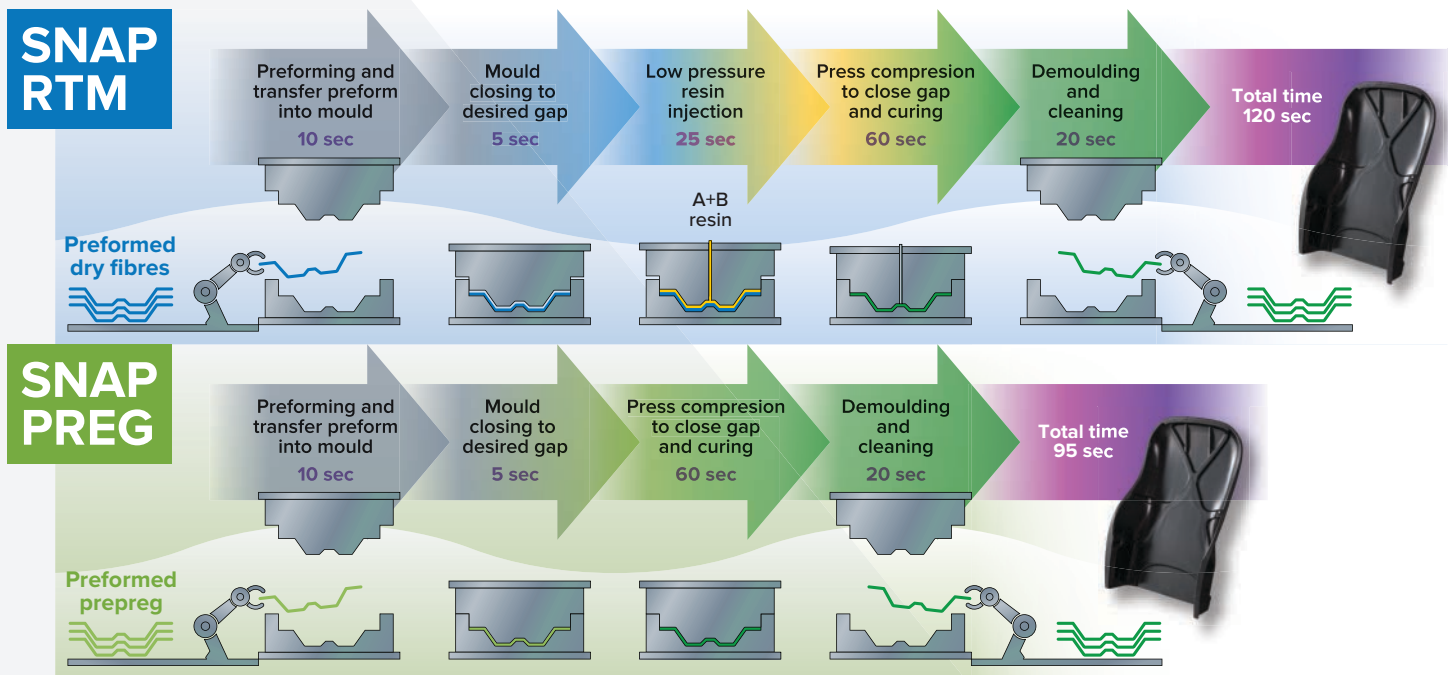 SNAP
RTM
Preforming and
transfer preform
into mould
10 sec
Mould
closing to
desired gap
5 sec
Low pressure
resin
injection
25 sec
Press compresion
to close gap
and curing
60 sec
Demoulding
and
cleaning
20 sec
Total time
120 sec
A+B
resin
Preformed
dry fibres
SNAP
PREG
Preforming and
transfer preform
into mould
10 sec
Mould
closing to
desired gap
5 sec
Press compresion
to close gap
and curing
60 sec
Demoulding
and
cleaning
20 sec
Total time
95 sec
Preformed
prepreg